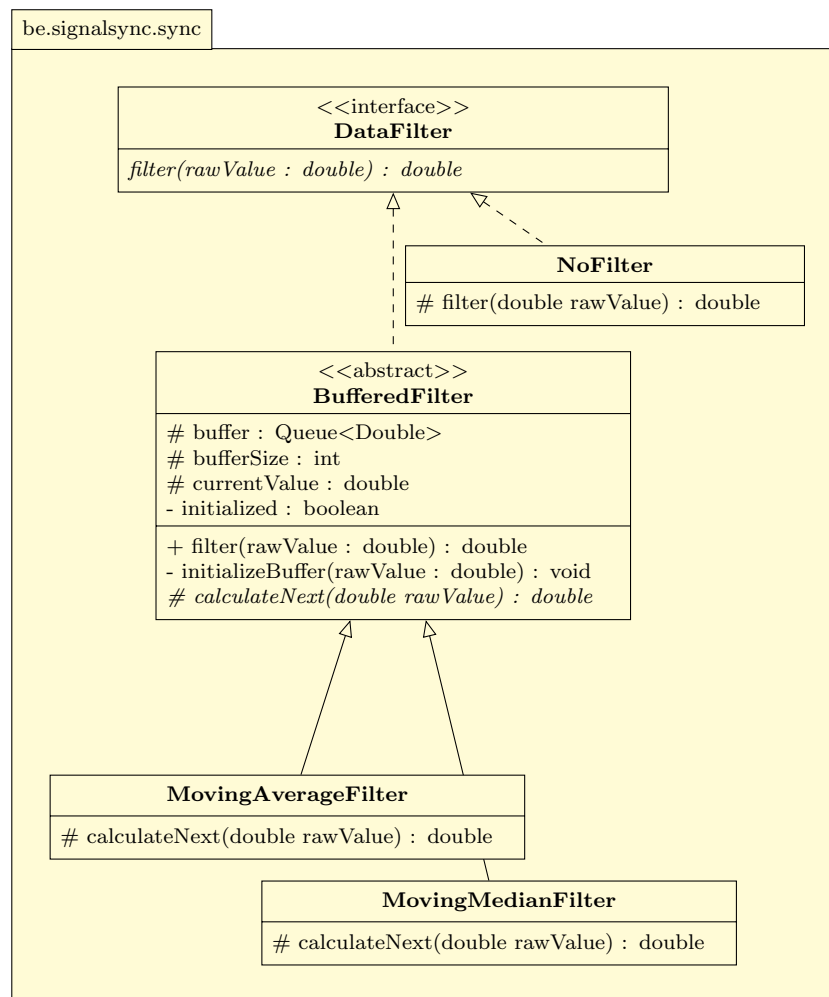 be.signalsync.sync
<<interface>>
DataFilter
filter(rawValue : double) : double
NoFilter
# filter(double rawValue) : double
<<abstract>>
BufferedFilter
# buffer : Queue<Double>
# bufferSize : int
# currentValue : double
- initialized : boolean
+ filter(rawValue : double) : double
- initializeBuffer(rawValue : double) : void
# calculateNext(double rawValue) : double
MovingAverageFilter
# calculateNext(double rawValue) : double
MovingMedianFilter
# calculateNext(double rawValue) : double